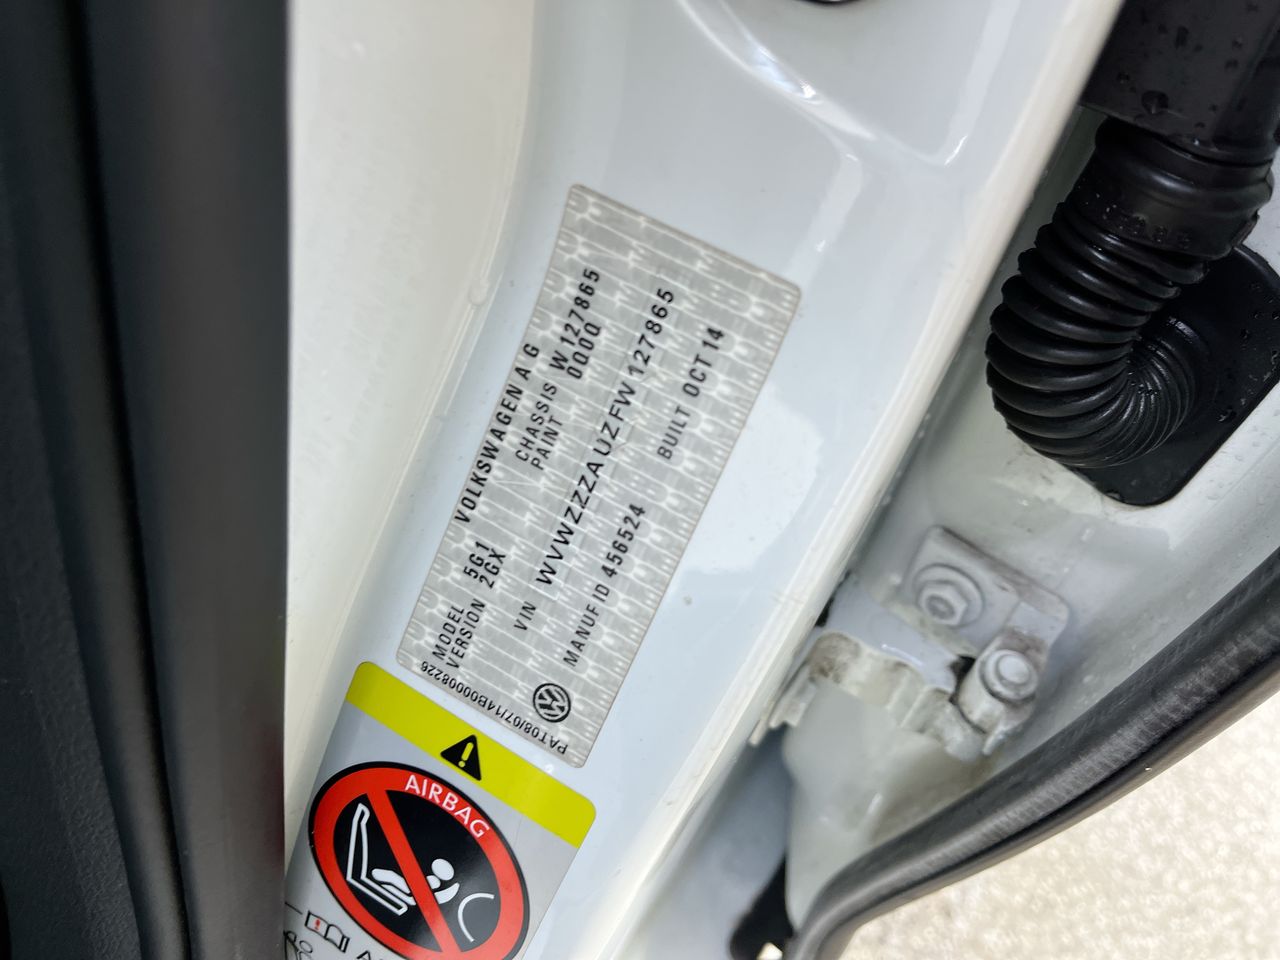 VOLKSWAGEN AG
MODEL 5G1 CHASSIS W127865
VERSION 2GX PAINT 0Q0Q
VIN WVWZZZAUZFW127865
MANUF ID 456524 BUILT OCT 14
PAT08/07/14B00008226
AIRBAG